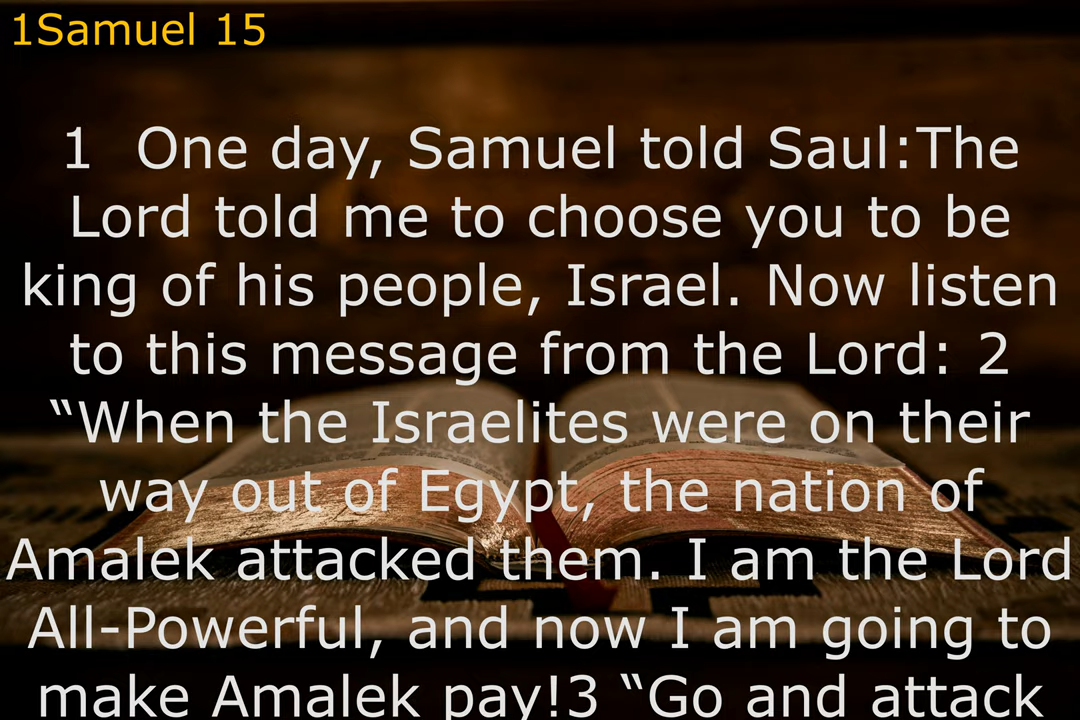 1Samuel 15
1 One day, Samuel told Saul:The
Lord told me to choose you to be
king of his people, Israel. Now listen
to this message from the Lord: 2
“When the Israelites were on their
way out of Egypt, the nation of
Amalek attacked them. I am the Lord
All-Powerful, and now I am going to
make Amalek pay!3 “Go and attack